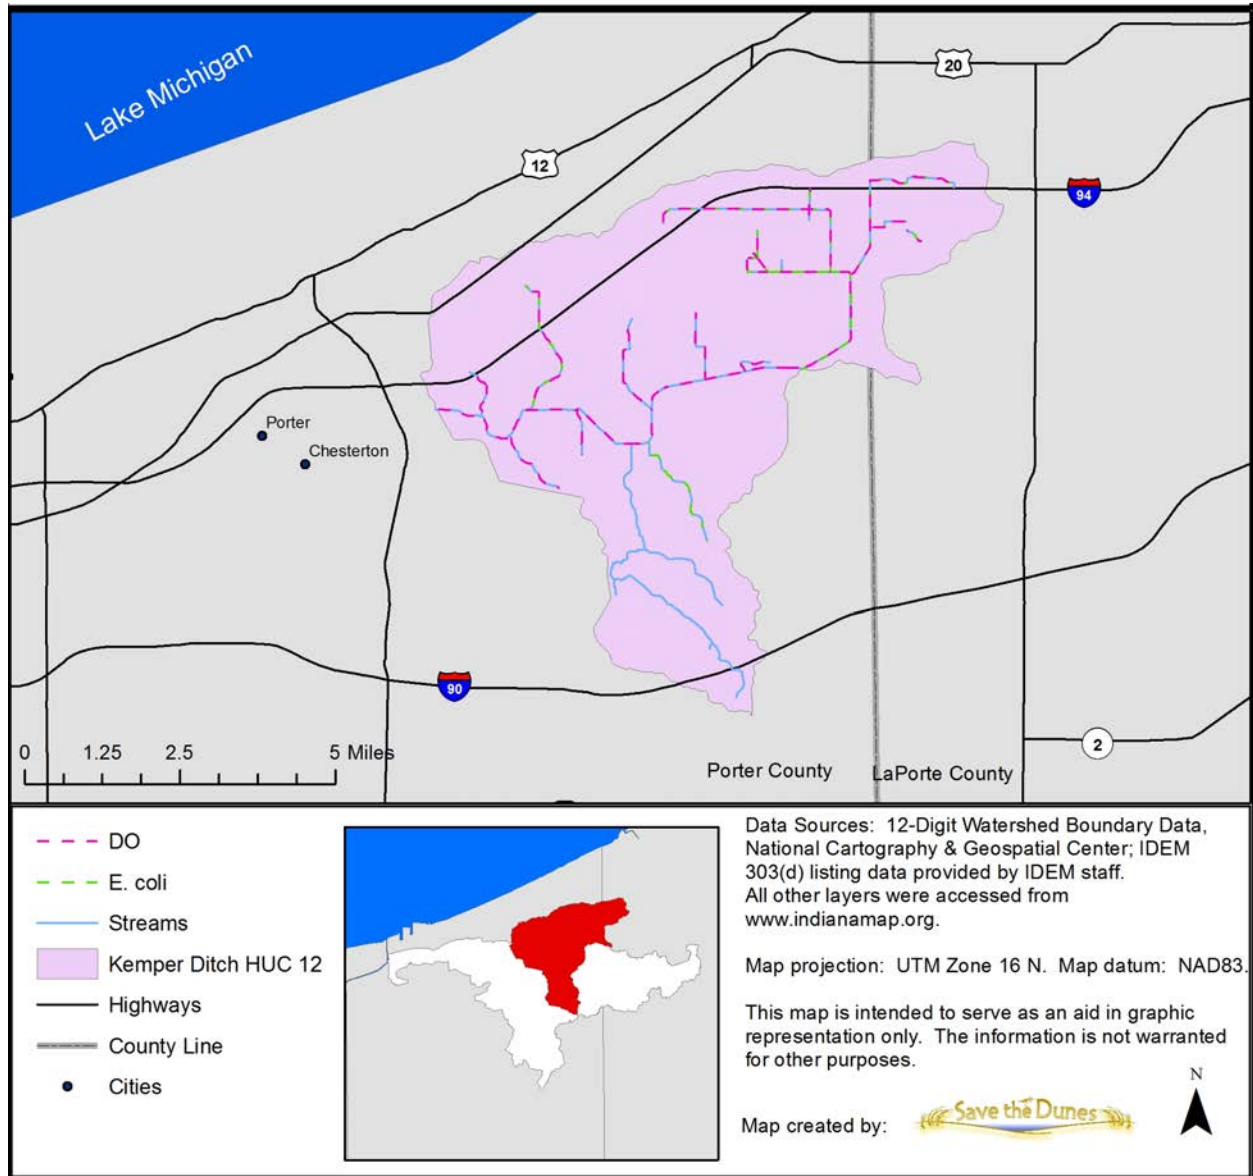 Lake Michigan
20
12
94
Porter
Chesterton
90
0 1.25 2.5 5 Miles
2
Porter County
LaPorte County
DO
E. coli
Streams
Kemper Ditch HUC 12
Highways
County Line
Cities
Data Sources: 12-Digit Watershed Boundary Data,
National Cartography & Geospatial Center; IDEM
303(d) listing data provided by IDEM staff.
All other layers were accessed from
www.indianamap.org.
Map projection: UTM Zone 16 N. Map datum: NAD83.
This map is intended to serve as an aid in graphic
representation only. The information is not warranted
for other purposes.
N
Map created by:
Save the Dunes